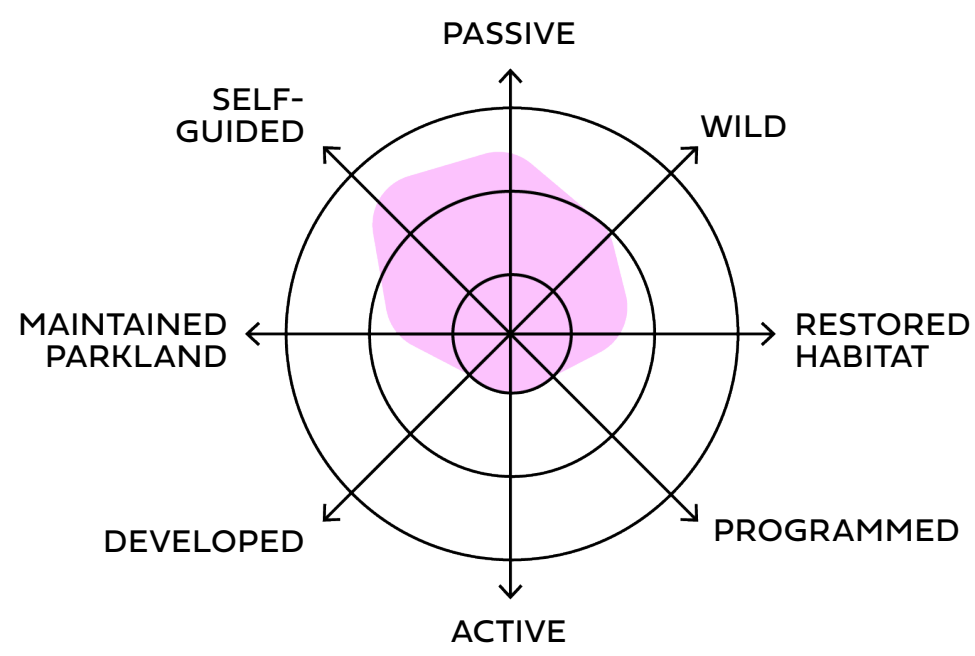 PASSIVE
SELF-
GUIDED
WILD
MAINTAINED
PARKLAND
RESTORED
HABITAT
DEVELOPED
PROGRAMMED
ACTIVE